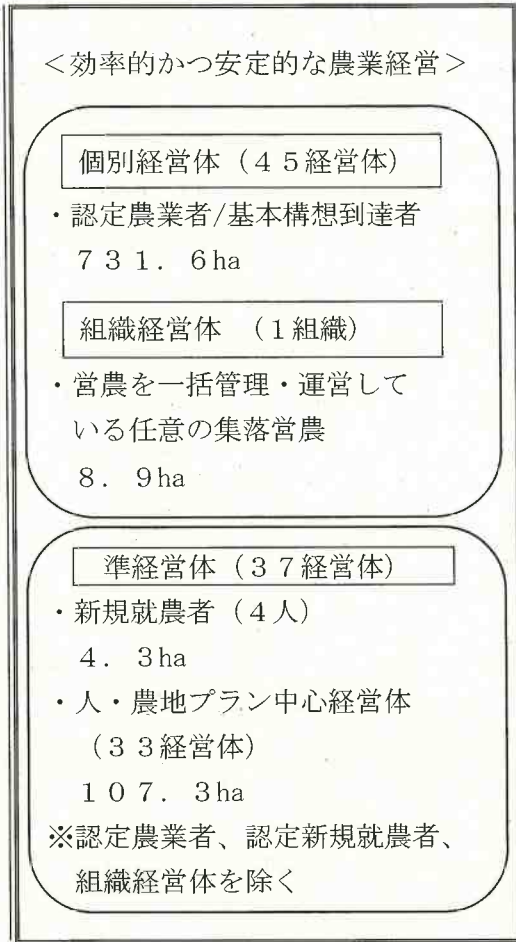 ＜効率的かつ安定的な農業経営＞
個別経営体（４５経営体）
・認定農業者/基本構想到達者
７３１．６ha
組織経営体　（１組織）
・営農を一括管理・運営して
いる任意の集落営農
８．９ha
準経営体（３７経営体）
・新規就農者（４人）
４．３ha
・人・農地プラン中心経営体
（３３経営体）
１０７．３ha
※認定農業者、認定新規就農者、
組織経営体を除く